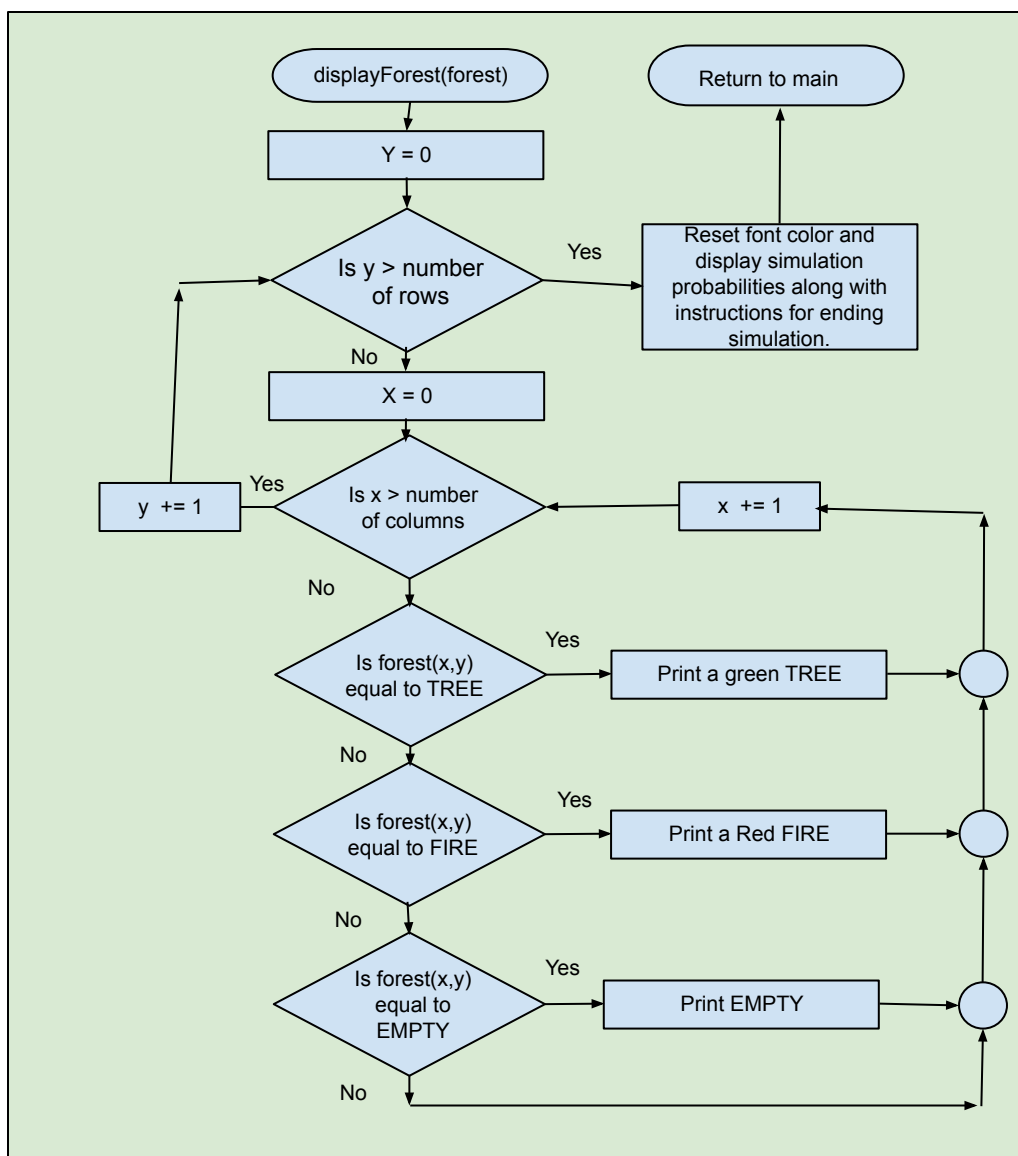 displayForest(forest)
Return to main
Y = 0
Is y > number
of rows
Yes
Reset font color and
display simulation
probabilities along with
instructions for ending
simulation.
No
X = 0
Is x > number
of columns
Yes
y += 1
x += 1
No
Is forest(x,y)
equal to TREE
Yes
Print a green TREE
No
Is forest(x,y)
equal to FIRE
Yes
Print a Red FIRE
No
Is forest(x,y)
equal to
EMPTY
Yes
Print EMPTY
No